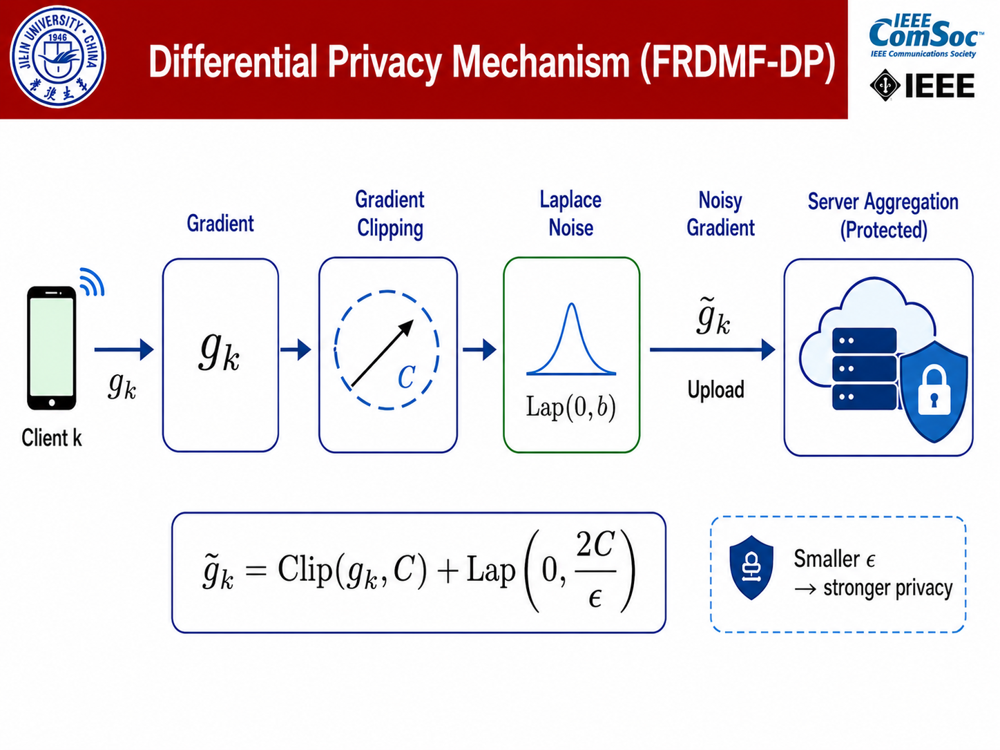 JILIN UNIVERSITY · CHINA
1946
Differential Privacy Mechanism (FRDMF-DP)
IEEE
ComSoc™
IEEE Communications Society
IEEE
Gradient
Gradient
Clipping
Laplace
Noise
Noisy
Gradient
Server Aggregation
(Protected)
g_k
g_k
C
Lap(0, b)
g̃_k
Upload
Client k
g̃_k = Clip(g_k, C) + Lap(0, 2C/ϵ)
Smaller ϵ
→ stronger privacy